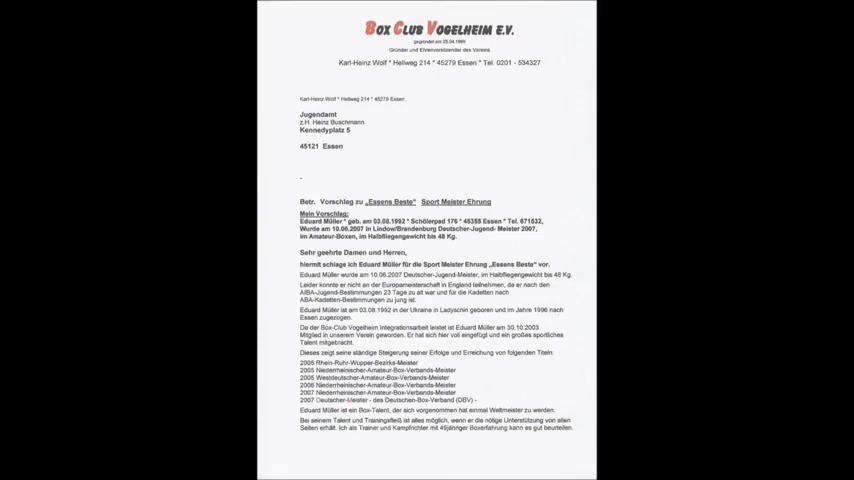 Box Club Vogelheim E.V.
gegründet am 25.04.1989
Gründer und Ehrenvorsitzender des Vereins
Karl-Heinz Wolf * Hellweg 214 * 45279 Essen * Tel. 0201 - 534327
Karl-Heinz Wolf * Hellweg 214 * 45279 Essen
Jugendamt
z.H. Heinz Buschmann
Kennedyplatz 5
45121 Essen
-
Betr. Vorschlag zu „Essens Beste“ Sport Meister Ehrung
Mein Vorschlag:
Eduard Müller * geb. am 03.08.1992 * Schölerpad 176 * 45355 Essen * Tel. 671532,
Wurde am 10.06.2007 in Lindow/Brandenburg Deutscher-Jugend- Meister 2007,
im Amateur-Boxen, im Halbfliegengewicht bis 48 Kg.
Sehr geehrte Damen und Herren,
hiermit schlage ich Eduard Müller für die Sport Meister Ehrung „Essens Beste“ vor.
Eduard Müller wurde am 10.06.2007 Deutscher-Jugend-Meister, im Halbfliegengewicht bis 48 Kg.
Leider konnte er nicht an der Europameisterschaft in England teilnehmen, da er nach den
AIBA-Jugend-Bestimmungen 23 Tage zu alt war und für die Kadetten nach
ABA-Kadetten-Bestimmungen zu jung ist.
Eduard Müller ist am 03.08.1992 in der Ukraine in Ladyschin geboren und im Jahre 1996 nach
Essen zugezogen.
Da der Box-Club Vogelheim Integrationsarbeit leistet ist Eduard Müller am 30.10.2003
Mitglied in unserem Verein geworden. Er hat sich hier voll eingefügt und ein großes sportliches
Talent mitgebracht.
Dieses zeigt seine ständige Steigerung seiner Erfolge und Erreichung von folgenden Titeln:
2005 Rhein-Ruhr-Wupper-Bezirks-Meister
2005 Niederrheinischer-Amateur-Box-Verbands-Meister
2005 Westdeutscher-Amateur-Box-Verbands-Meister
2006 Niederrheinischer-Amateur-Box-Verbands-Meister
2007 Niederrheinischer-Amateur-Box-Verbands-Meister
2007 Deutscher-Meister - des Deutschen-Box-Verband (DBV) -
Eduard Müller ist ein Box-Talent, der sich vorgenommen hat einmal Weltmeister zu werden.
Bei seinem Talent und Trainingsfleiß ist alles möglich, wenn er die nötige Unterstützung von allen
Seiten erhält. Ich als Trainer und Kampfrichter mit 49jähriger Boxerfahrung kann es gut beurteilen.